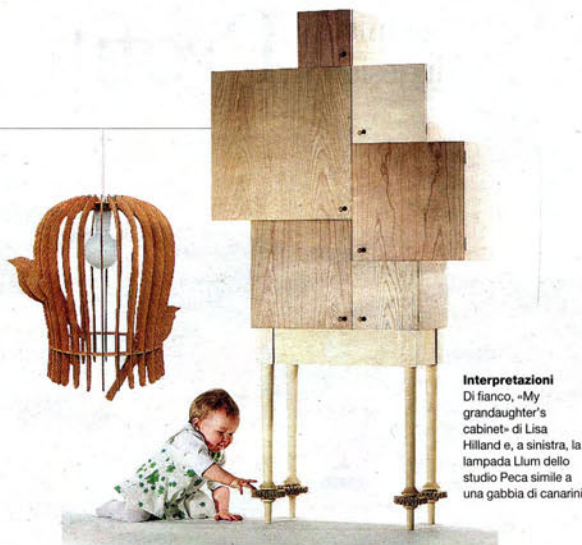 Interpretazioni
Di fianco, «My
grandaughter's
cabinet» di Lisa
Hilland e, a sinistra, la
lampada Llum dello
studio Peca simile a
una gabbia di canarini